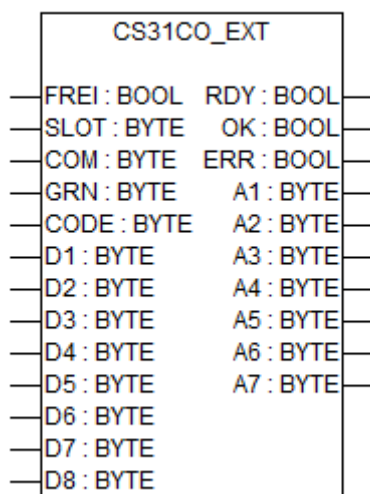 CS31CO_EXT
FREI : BOOL RDY : BOOL
SLOT : BYTE OK : BOOL
COM : BYTE ERR : BOOL
GRN : BYTE A1 : BYTE
CODE : BYTE A2 : BYTE
D1 : BYTE A3 : BYTE
D2 : BYTE A4 : BYTE
D3 : BYTE A5 : BYTE
D4 : BYTE A6 : BYTE
D5 : BYTE A7 : BYTE
D6 : BYTE
D7 : BYTE
D8 : BYTE